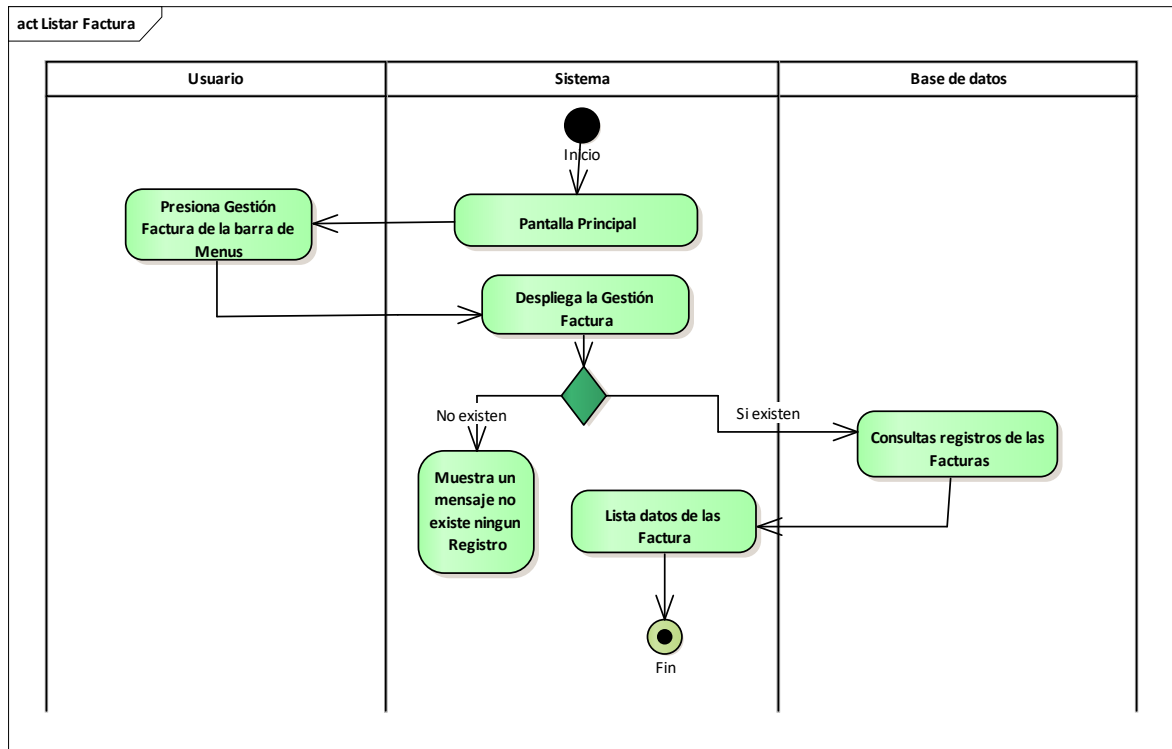 act Listar Factura
Usuario
Sistema
Base de datos
Inicio
Presiona Gestión
Factura de la barra de
Menus
Pantalla Principal
Despliega la Gestión
Factura
No existen
Si existen
Consultas registros de las
Facturas
Muestra un
mensaje no
existe ningun
Registro
Lista datos de las
Factura
Fin